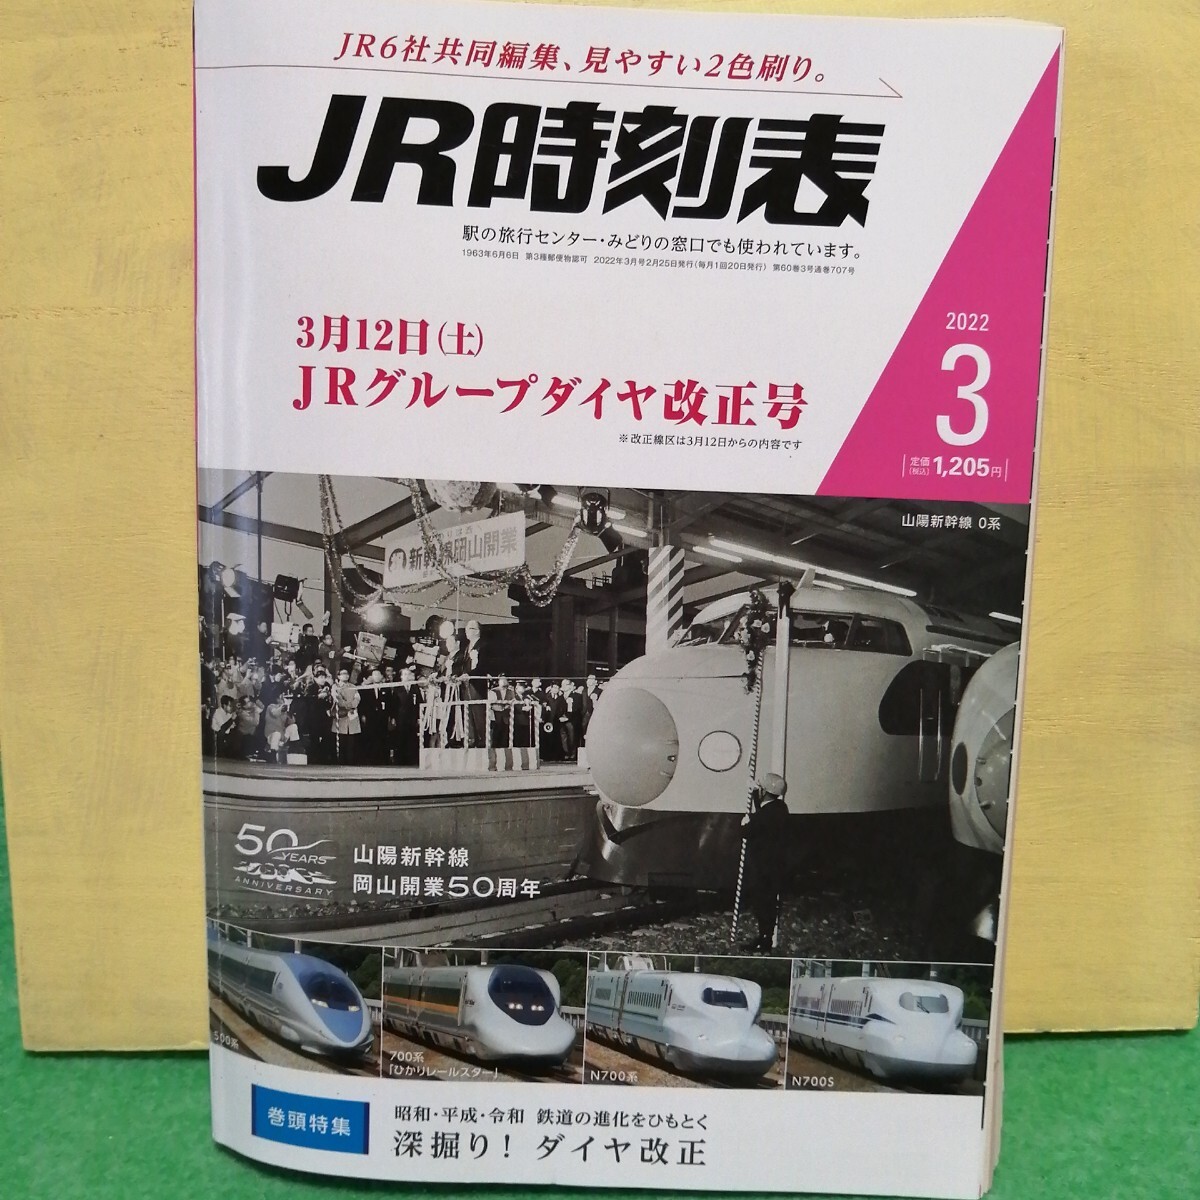 JR6社共同編集、見やすい2色刷り。
JR時刻表
駅の旅行センター・みどりの窓口でも使われています。
1963年6月6日 第3種郵便物認可 2022年3月号2月25日発行(毎月1回20日発行) 第60巻3号通巻707号
3月12日(土)
JRグループダイヤ改正号
※改正線区は3月12日からの内容です
2022
3
定価(税込)1,205円
山陽新幹線 0系
祝 新幹線岡山開業
50 YEARS
ANNIVERSARY
山陽新幹線
岡山開業50周年
500系
700系
「ひかりレールスター」
N700系
N700S
巻頭特集
昭和・平成・令和 鉄道の進化をひもとく
深掘り! ダイヤ改正